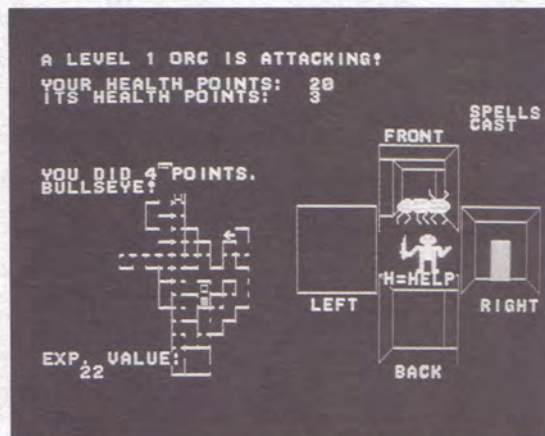 A LEVEL 1 ORC IS ATTACKING!
YOUR HEALTH POINTS: 20
ITS HEALTH POINTS: 3
SPELLS
CAST
FRONT
YOU DID 4 POINTS.
BULLSEYE!
H=HELP
LEFT
RIGHT
EXP. VALUE:
22
BACK